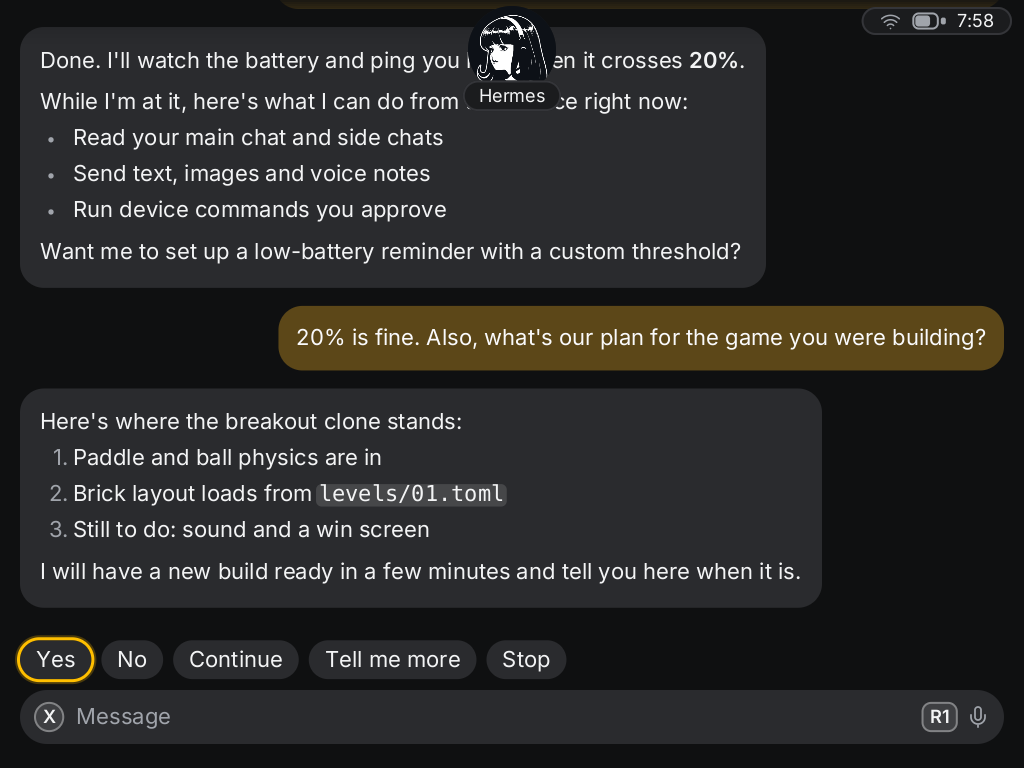 7:58
Done. I'll watch the battery and ping you en it crosses 20%.
While I'm at it, here's what I can do from ce right now:
Hermes
• Read your main chat and side chats
• Send text, images and voice notes
• Run device commands you approve
Want me to set up a low-battery reminder with a custom threshold?
20% is fine. Also, what's our plan for the game you were building?
Here's where the breakout clone stands:
1. Paddle and ball physics are in
2. Brick layout loads from levels/01.toml
3. Still to do: sound and a win screen
I will have a new build ready in a few minutes and tell you here when it is.
Yes No Continue Tell me more Stop
X Message R1